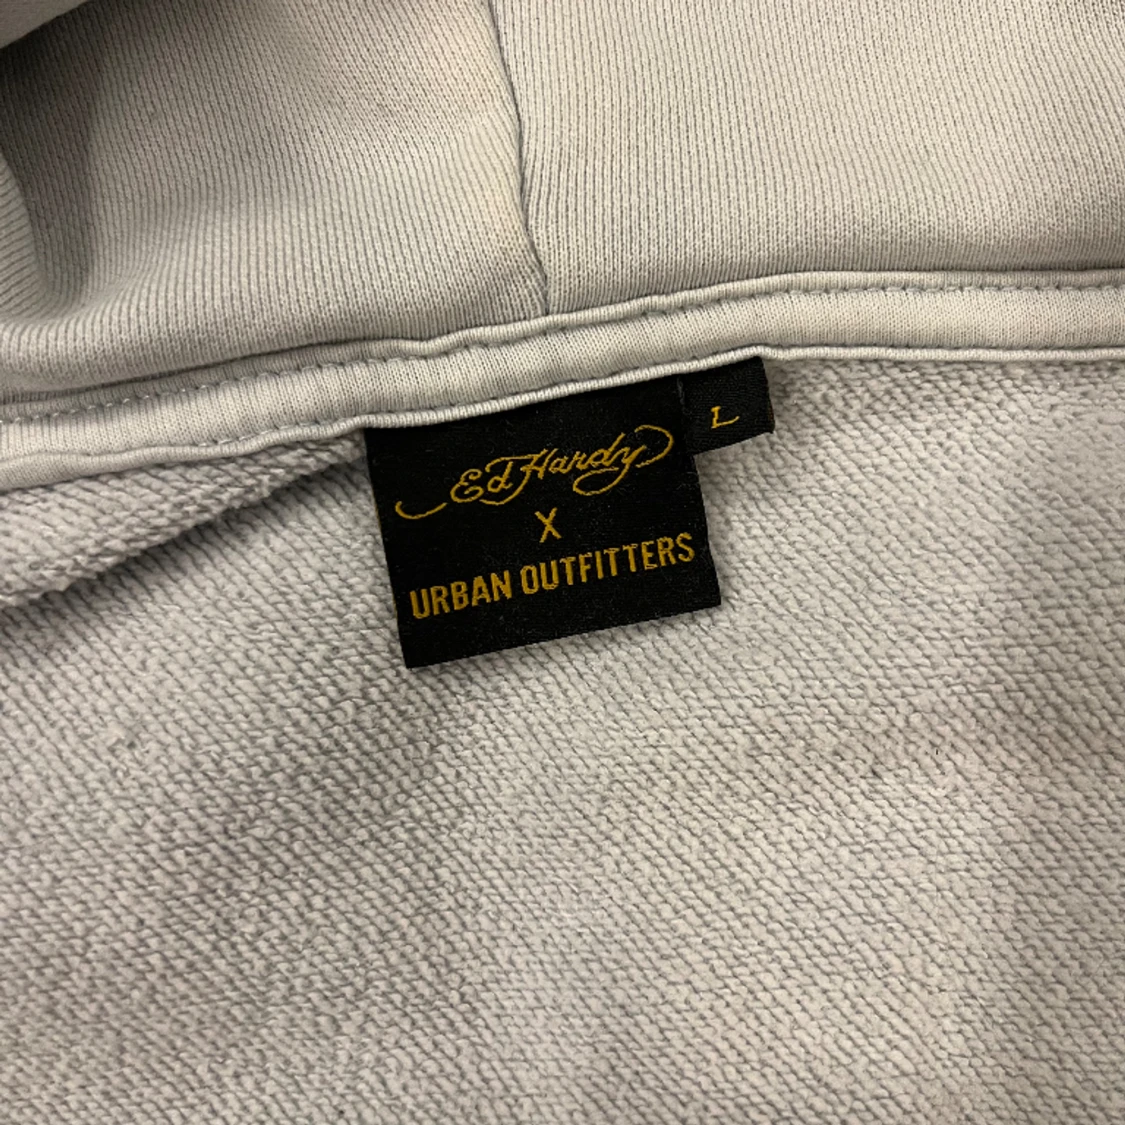 Ed Hardy
X
URBAN OUTFITTERS
L